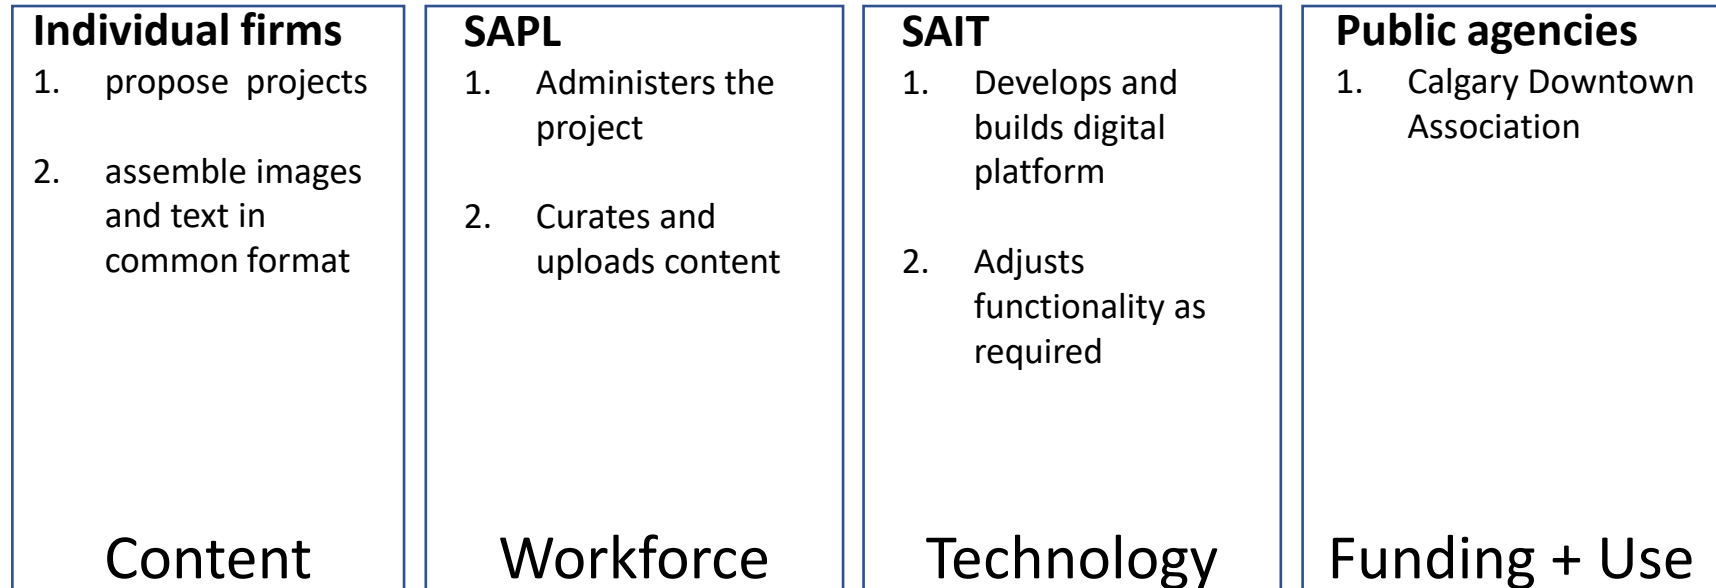 Individual firms
1. propose projects
2. assemble images
and text in
common format
Content
SAPL
1. Administers the
project
2. Curates and
uploads content
Workforce
SAIT
1. Develops and
builds digital
platform
2. Adjusts
functionality as
required
Technology
Public agencies
1. Calgary Downtown
Association
Funding + Use